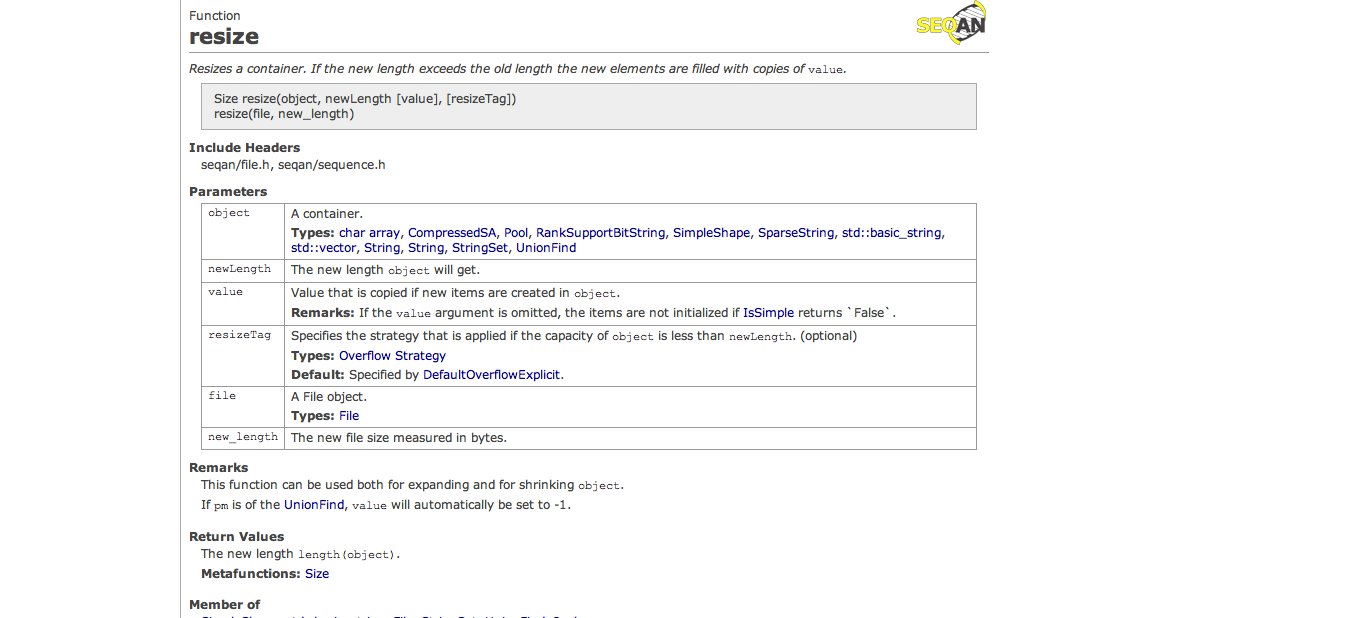 Function
SEQAN
resize
Resizes a container. If the new length exceeds the old length the new elements are filled with copies of value.
Size resize(object, newLength [value], [resizeTag])
resize(file, new_length)
Include Headers
seqan/file.h, seqan/sequence.h
Parameters
object
A container.
Types: char array, CompressedSA, Pool, RankSupportBitString, SimpleShape, SparseString, std::basic_string,
std::vector, String, String, StringSet, UnionFind
newLength
The new length object will get.
value
Value that is copied if new items are created in object.
Remarks: If the value argument is omitted, the items are not initialized if IsSimple returns `False`.
resizeTag
Specifies the strategy that is applied if the capacity of object is less than newLength. (optional)
Types: Overflow Strategy
Default: Specified by DefaultOverflowExplicit.
file
A File object.
Types: File
new_length
The new file size measured in bytes.
Remarks
This function can be used both for expanding and for shrinking object.
If pm is of the UnionFind, value will automatically be set to -1.
Return Values
The new length length(object).
Metafunctions: Size
Member of